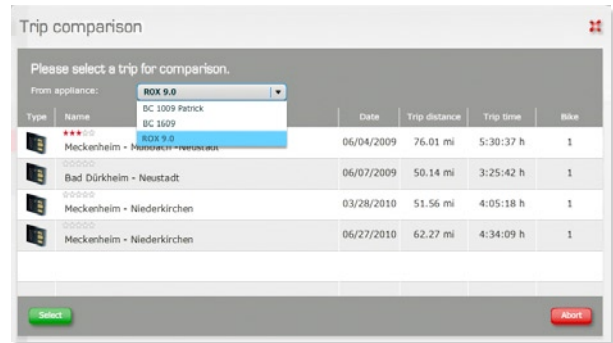 Trip comparison
Please select a trip for comparison.
From appliance: ROX 9.0
BC 1009 Patrick
BC 1609
ROX 9.0
Type Name Date Trip distance Trip time Bike
Meckenheim - Mußbach -Neustadt 06/04/2009 76.01 mi 5:30:37 h 1
Bad Dürkheim - Neustadt 06/07/2009 50.14 mi 3:25:42 h 1
Meckenheim - Niederkirchen 03/28/2010 51.56 mi 4:05:18 h 1
Meckenheim - Niederkirchen 06/27/2010 62.27 mi 4:34:09 h 1
Select Abort